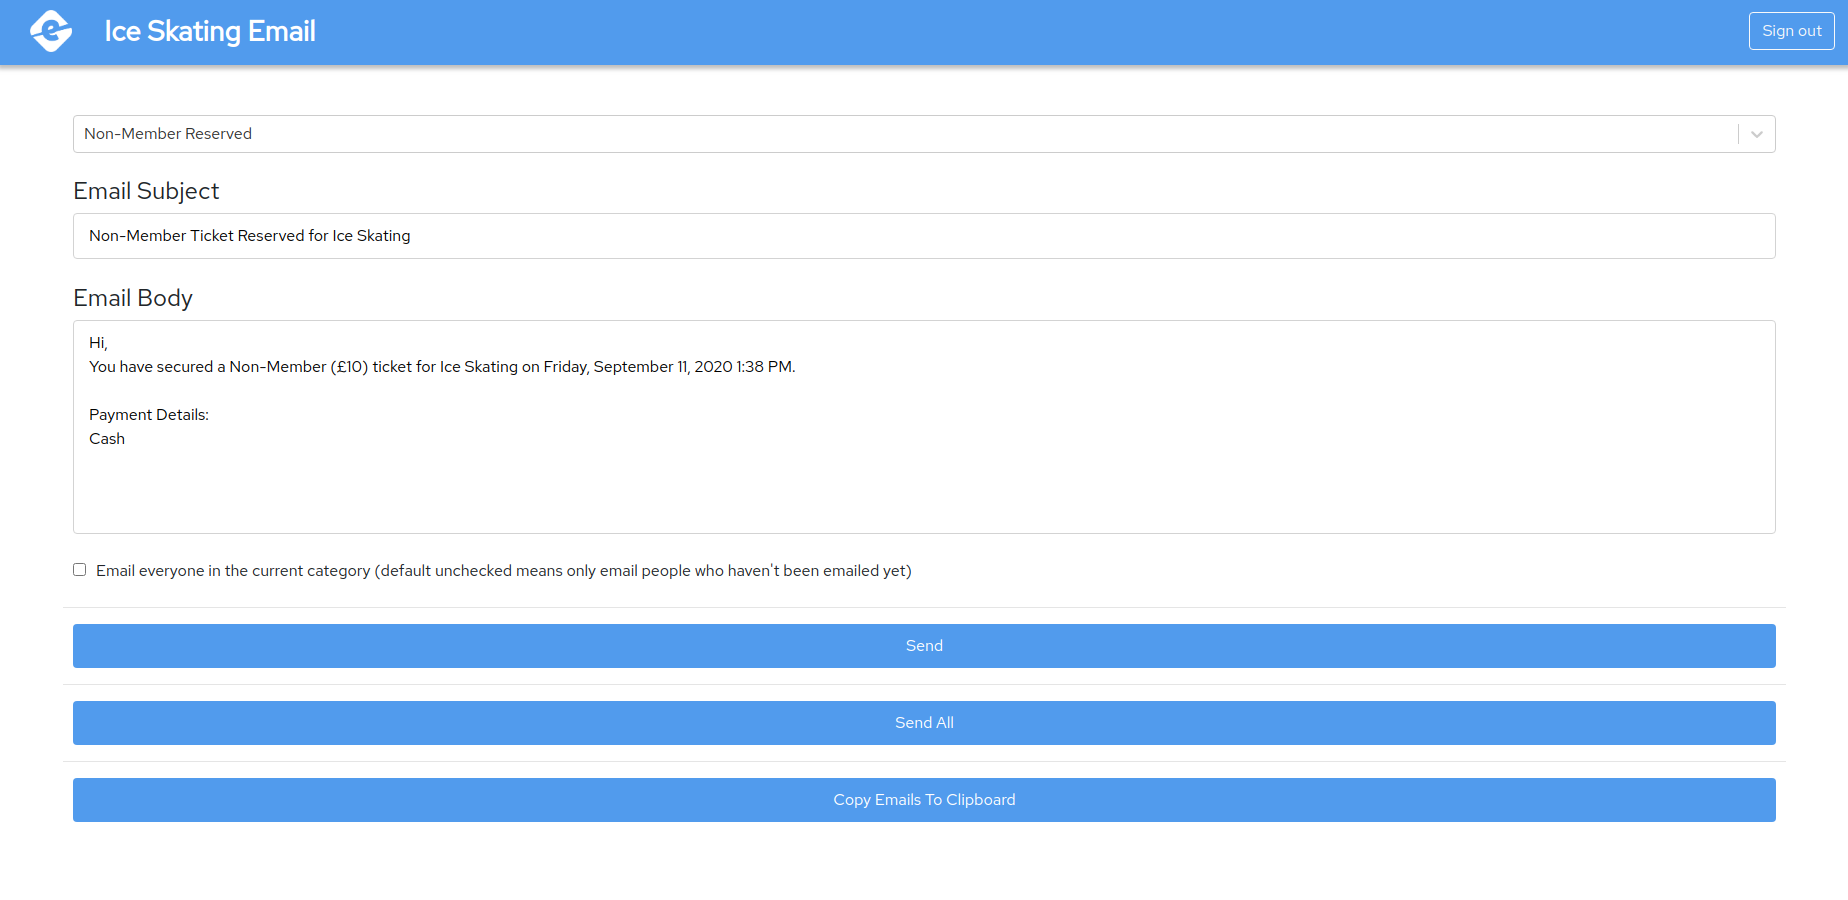 Ice Skating Email
Sign out
Non-Member Reserved
Email Subject
Non-Member Ticket Reserved for Ice Skating
Email Body
Hi,
You have secured a Non-Member (£10) ticket for Ice Skating on Friday, September 11, 2020 1:38 PM.
Payment Details:
Cash
Email everyone in the current category (default unchecked means only email people who haven't been emailed yet)
Send
Send All
Copy Emails To Clipboard